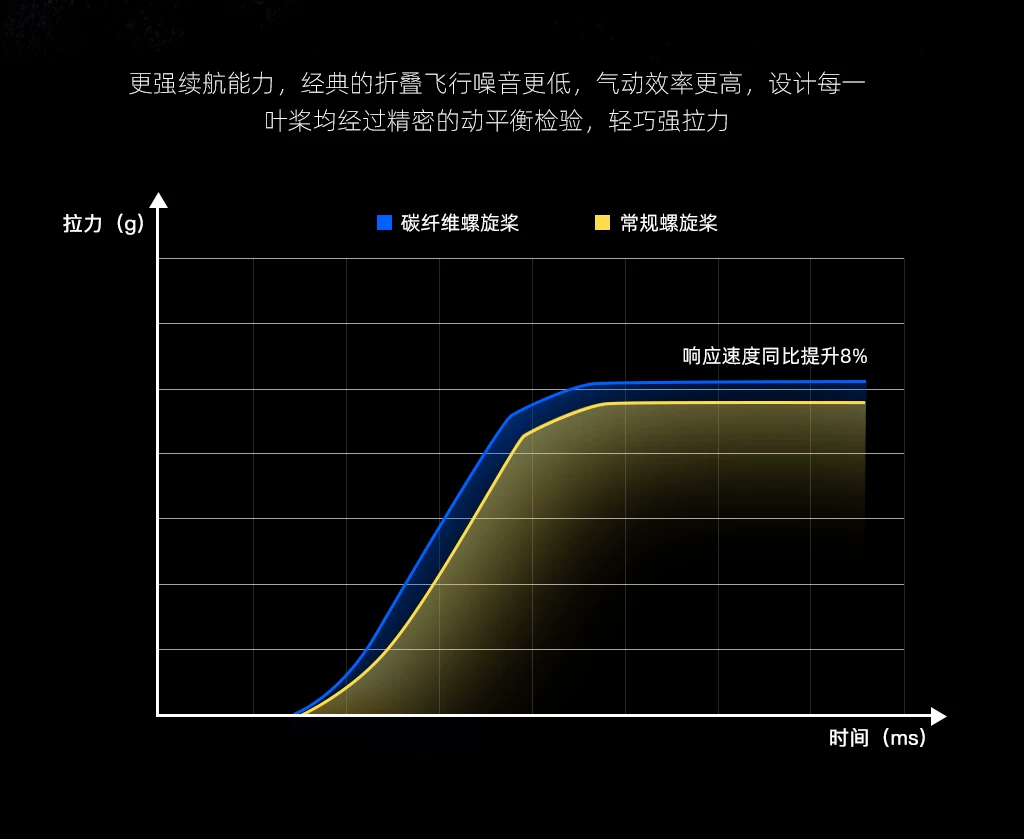 更强续航能力，经典的折叠飞行噪音更低，气动效率更高，设计每一
叶桨均经过精密的动平衡检验，轻巧强拉力
拉力（g）
碳纤维螺旋桨
常规螺旋桨
响应速度同比提升8%
时间（ms）